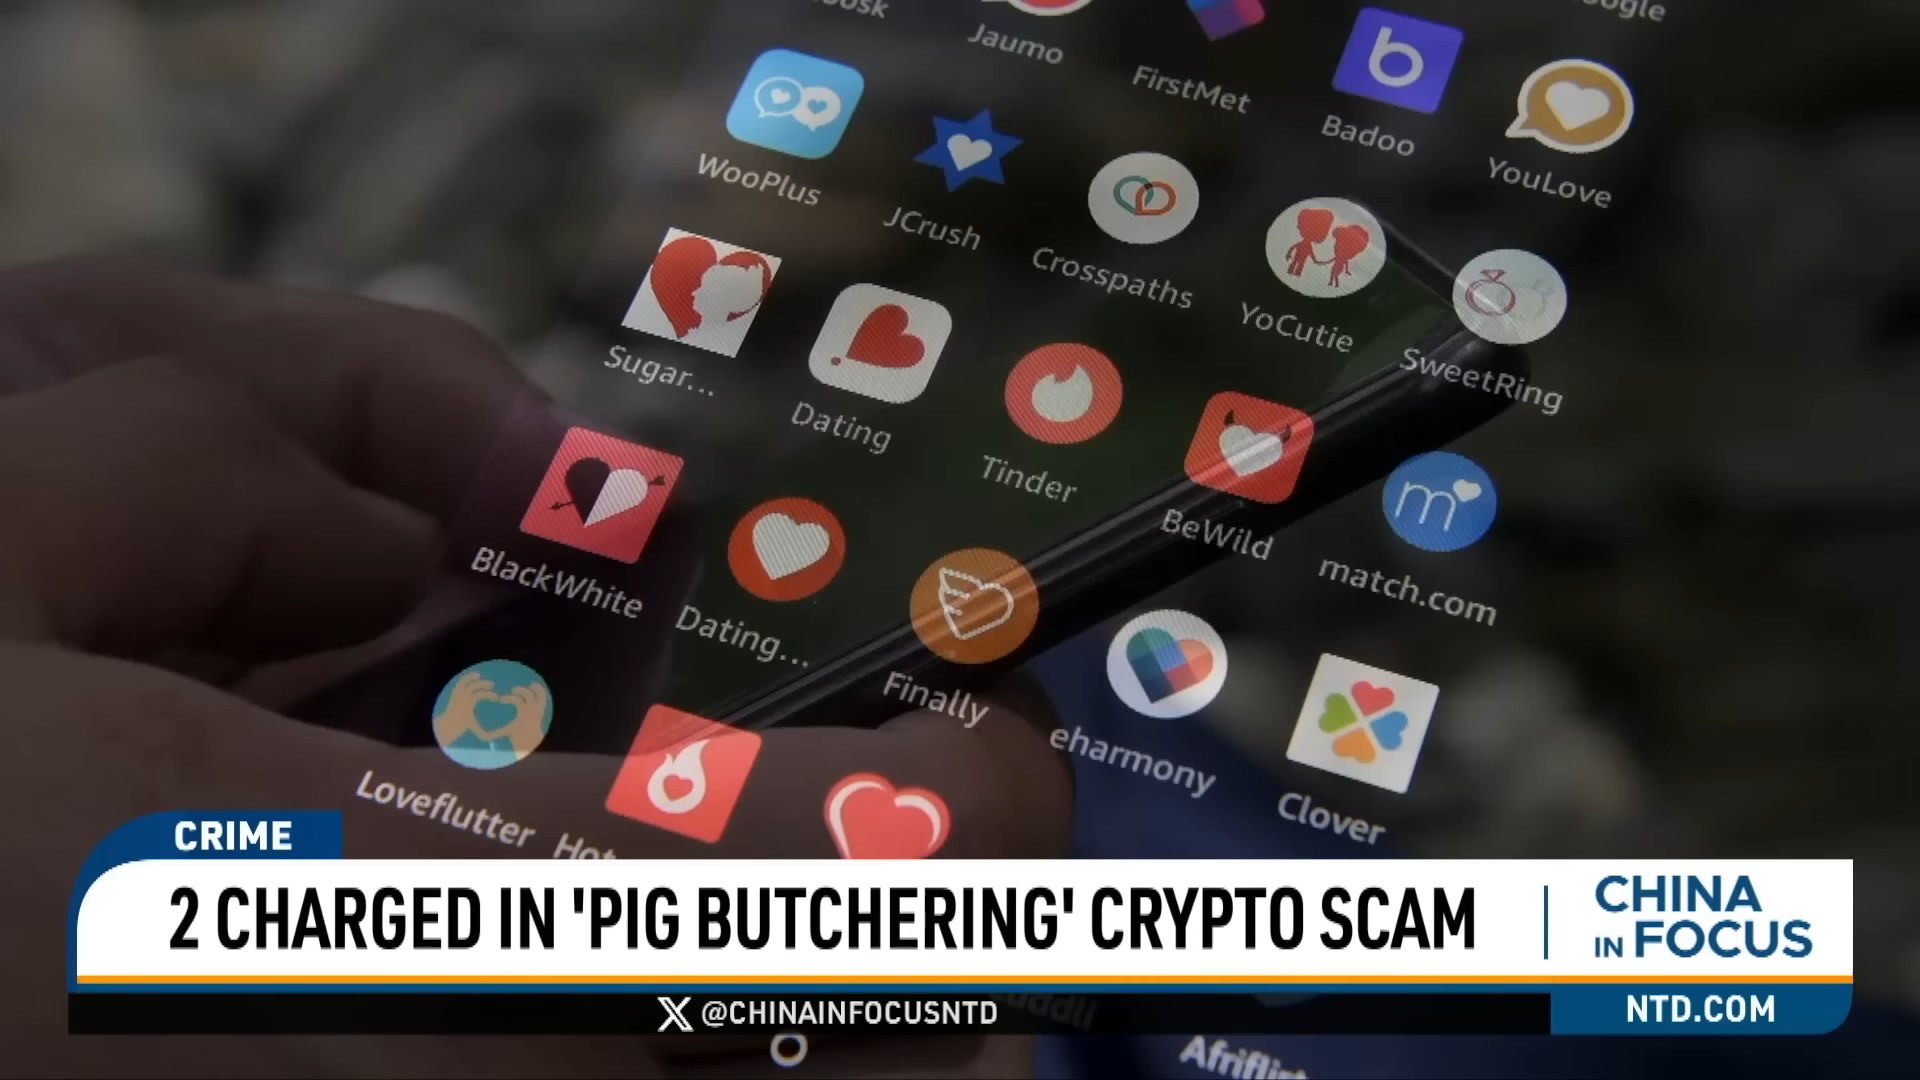 Jaumo
FirstMet
Badoo
YouLove
WooPlus
JCrush
Crosspaths
YoCutie
SweetRing
Sugar...
Dating
Tinder
BeWild
m
match.com
BlackWhite
Dating...
Finally
eharmony
Clover
Loveflutter
CRIME
2 CHARGED IN 'PIG BUTCHERING' CRYPTO SCAM
CHINA
IN FOCUS
@CHINAINFOCUSNTD
NTD.COM